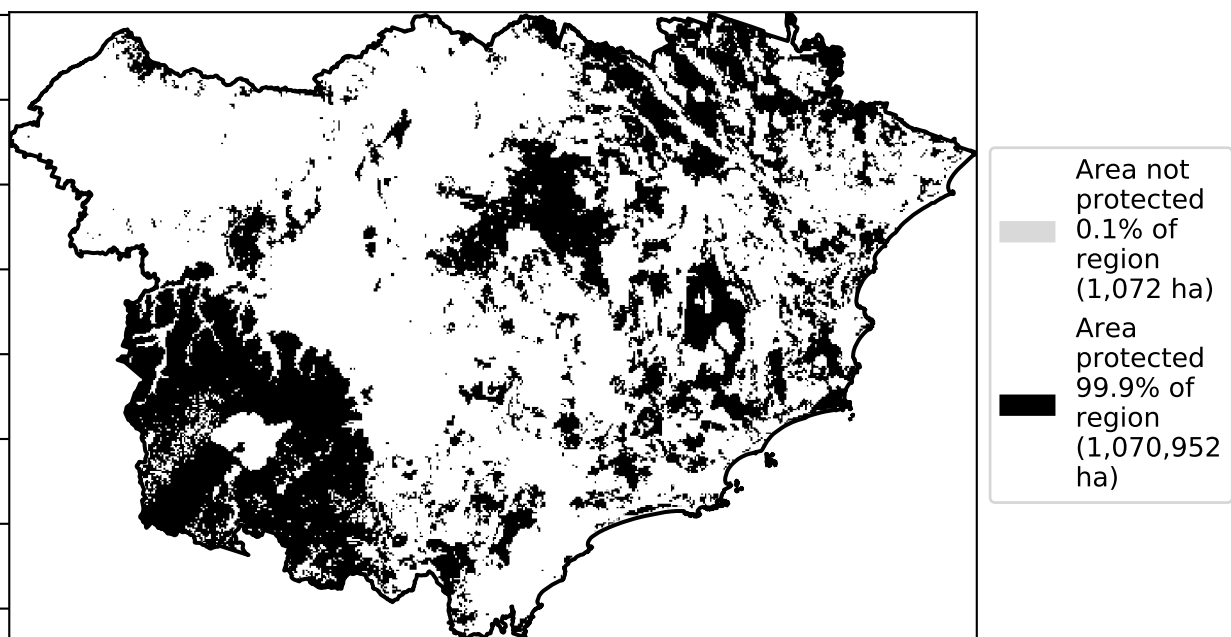 Area not
protected
0.1% of
region
(1,072 ha)
Area
protected
99.9% of
region
(1,070,952
ha)